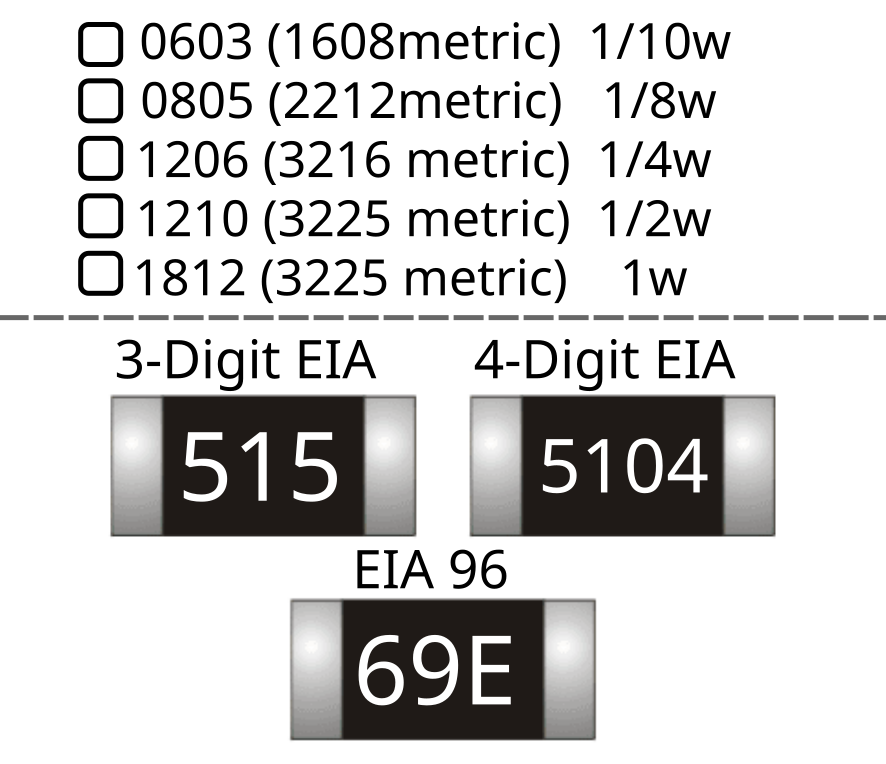 0603 (1608metric) 1/10w
0805 (2212metric) 1/8w
1206 (3216 metric) 1/4w
1210 (3225 metric) 1/2w
1812 (3225 metric) 1w
3-Digit EIA 4-Digit EIA
515 5104
EIA 96
69E